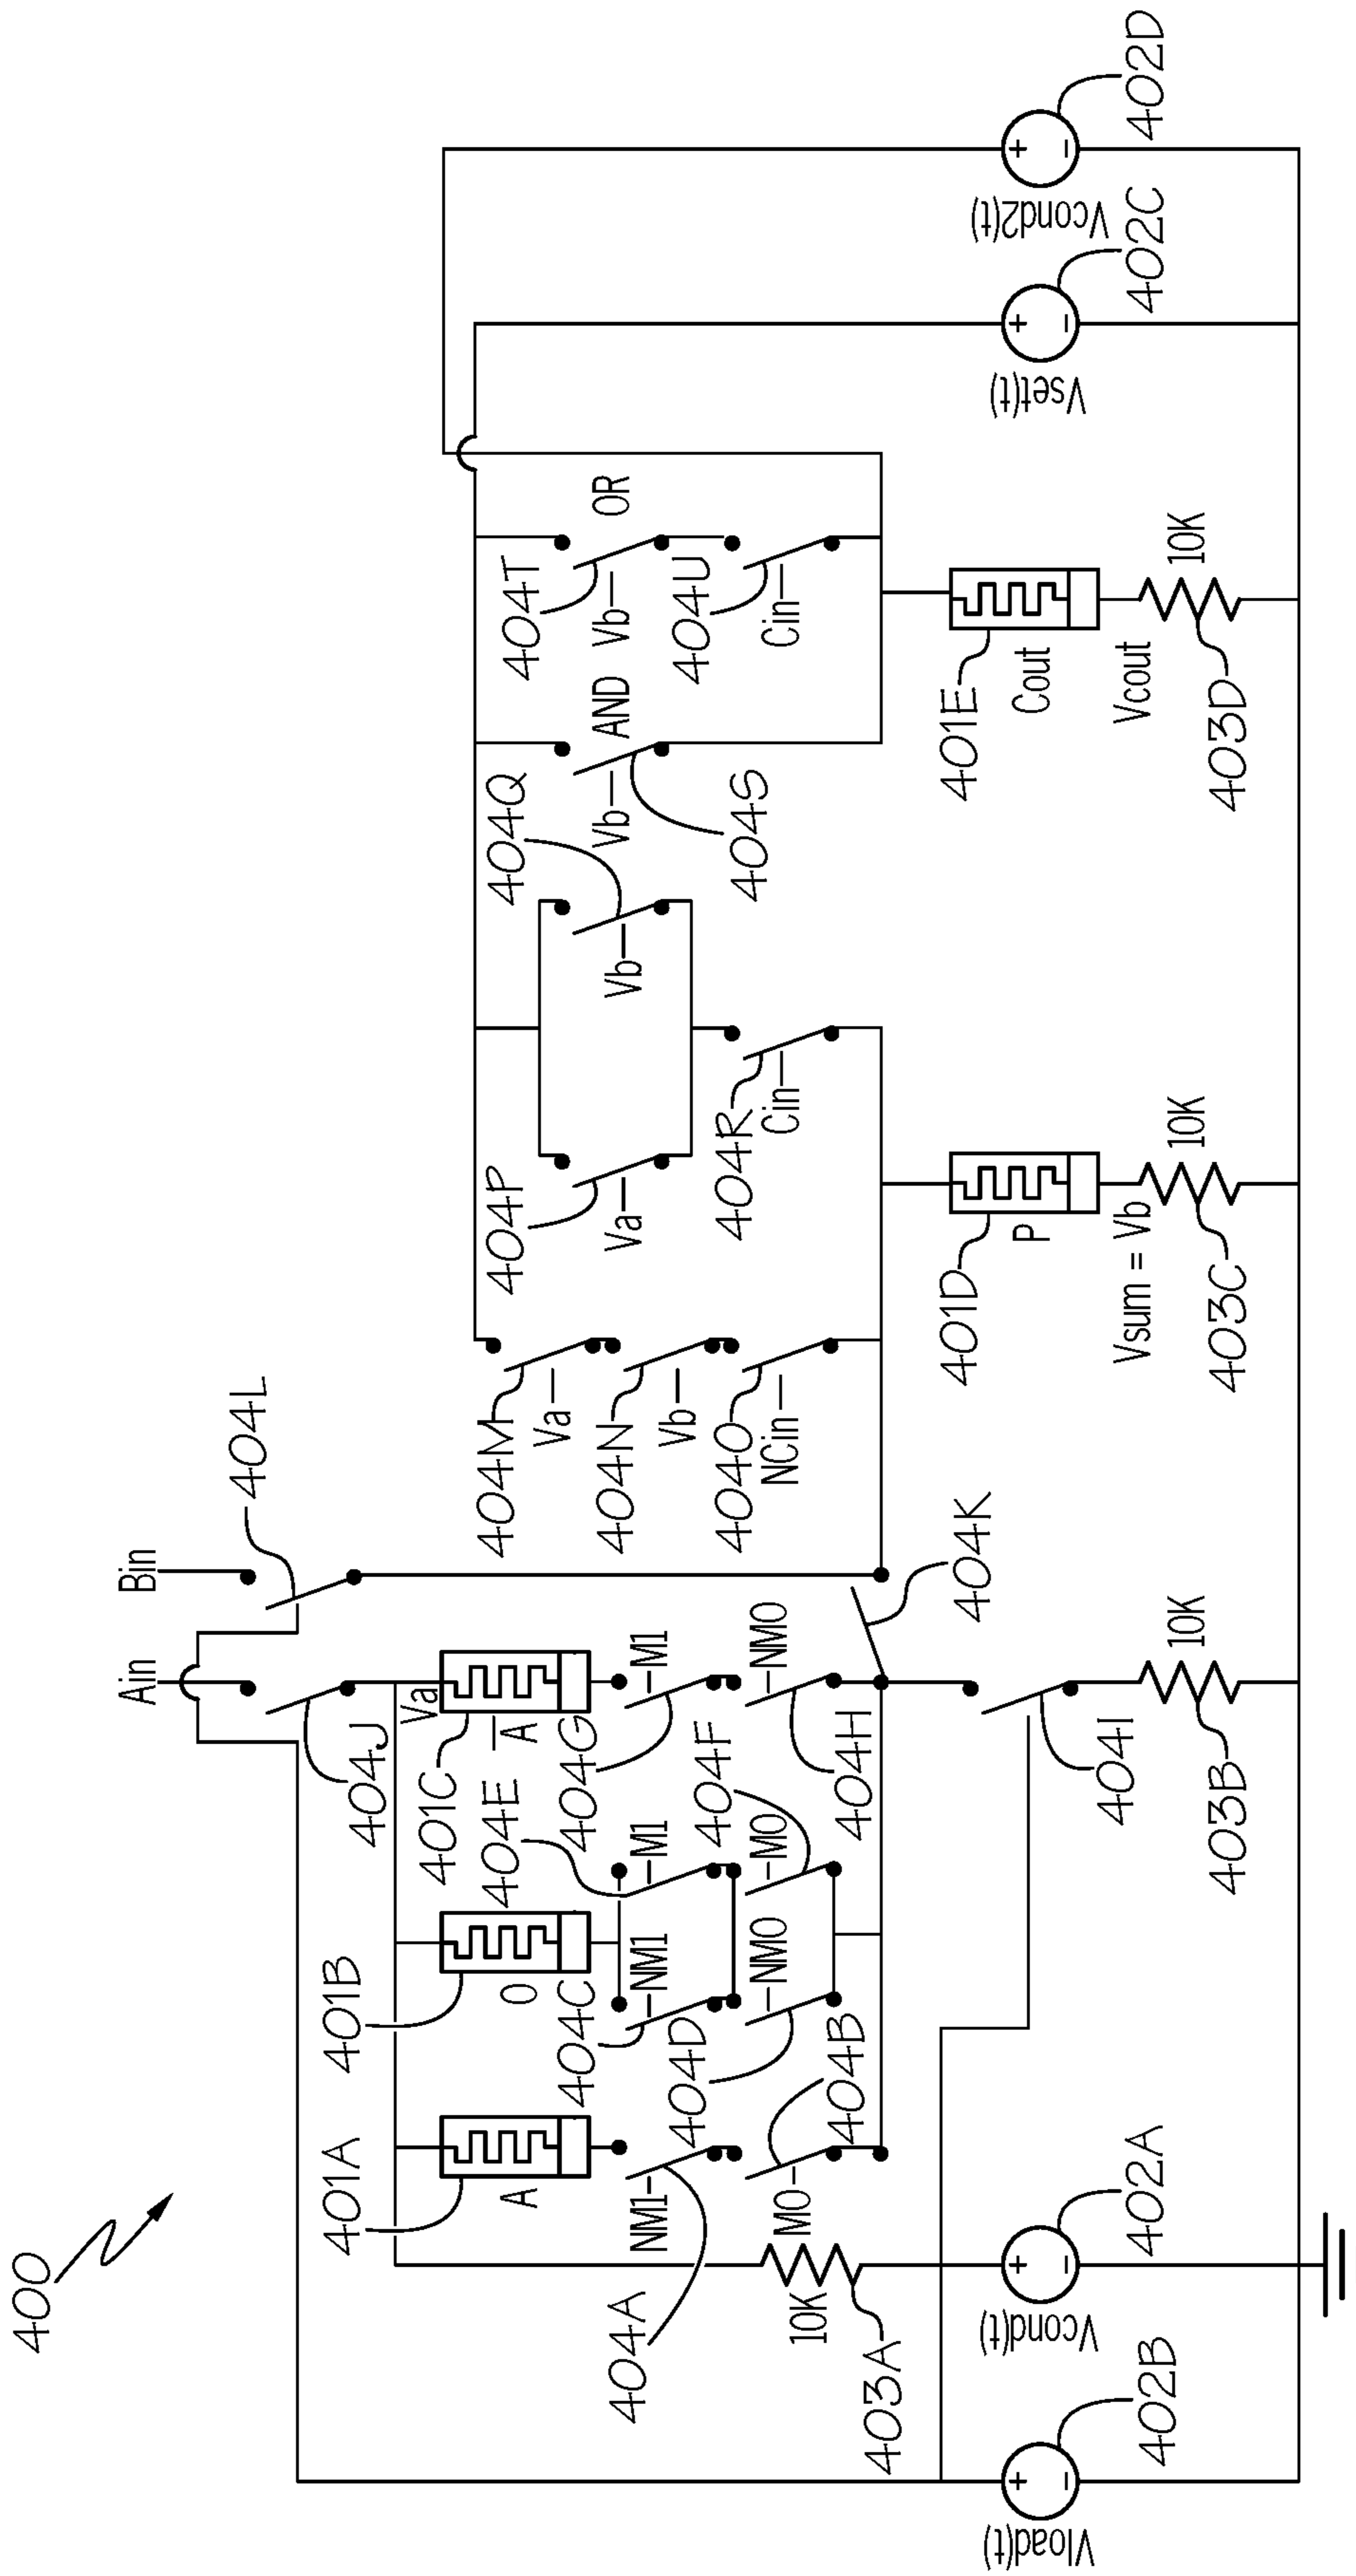 400
Ain
Bin
404L
404J
Va
401A
A
401B
O
401C
A
404E
404G
NM1
NM1
M1
M1
404A
404C
404D
404F
M0
NM0
M0
NM0
404B
404H
404K
10K
403A
404I
Vload(t)
402B
Vcond(t)
402A
10K
403B
404M
Va
404N
Vb
404O
NCin
404P
Va
404Q
Vb
404R
Cin
AND
Vb
404S
404T
Vb
OR
404U
Cin
401D
P
Vsum = Vb
10K
403C
401E
Cout
Vcout
10K
403D
Vset(t)
402C
Vcond2(t)
402D